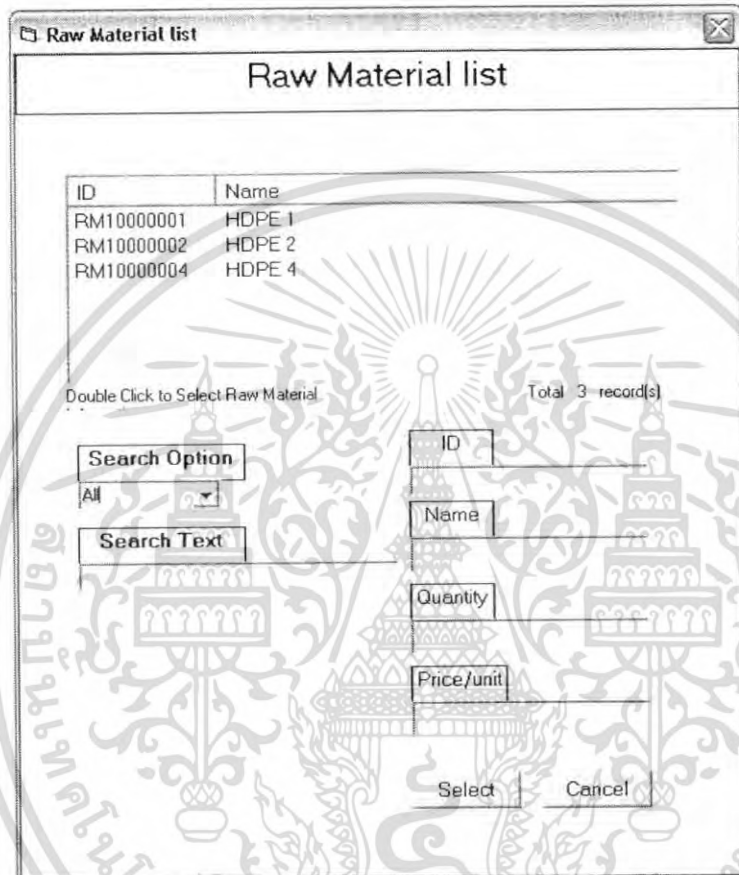 Raw Material list
Raw Material list
ID Name
RM10000001 HDPE 1
RM10000002 HDPE 2
RM10000004 HDPE 4
Double Click to Select Raw Material
Total 3 record(s)
Search Option
All
Search Text
ID
Name
Quantity
Price/unit
Select Cancel